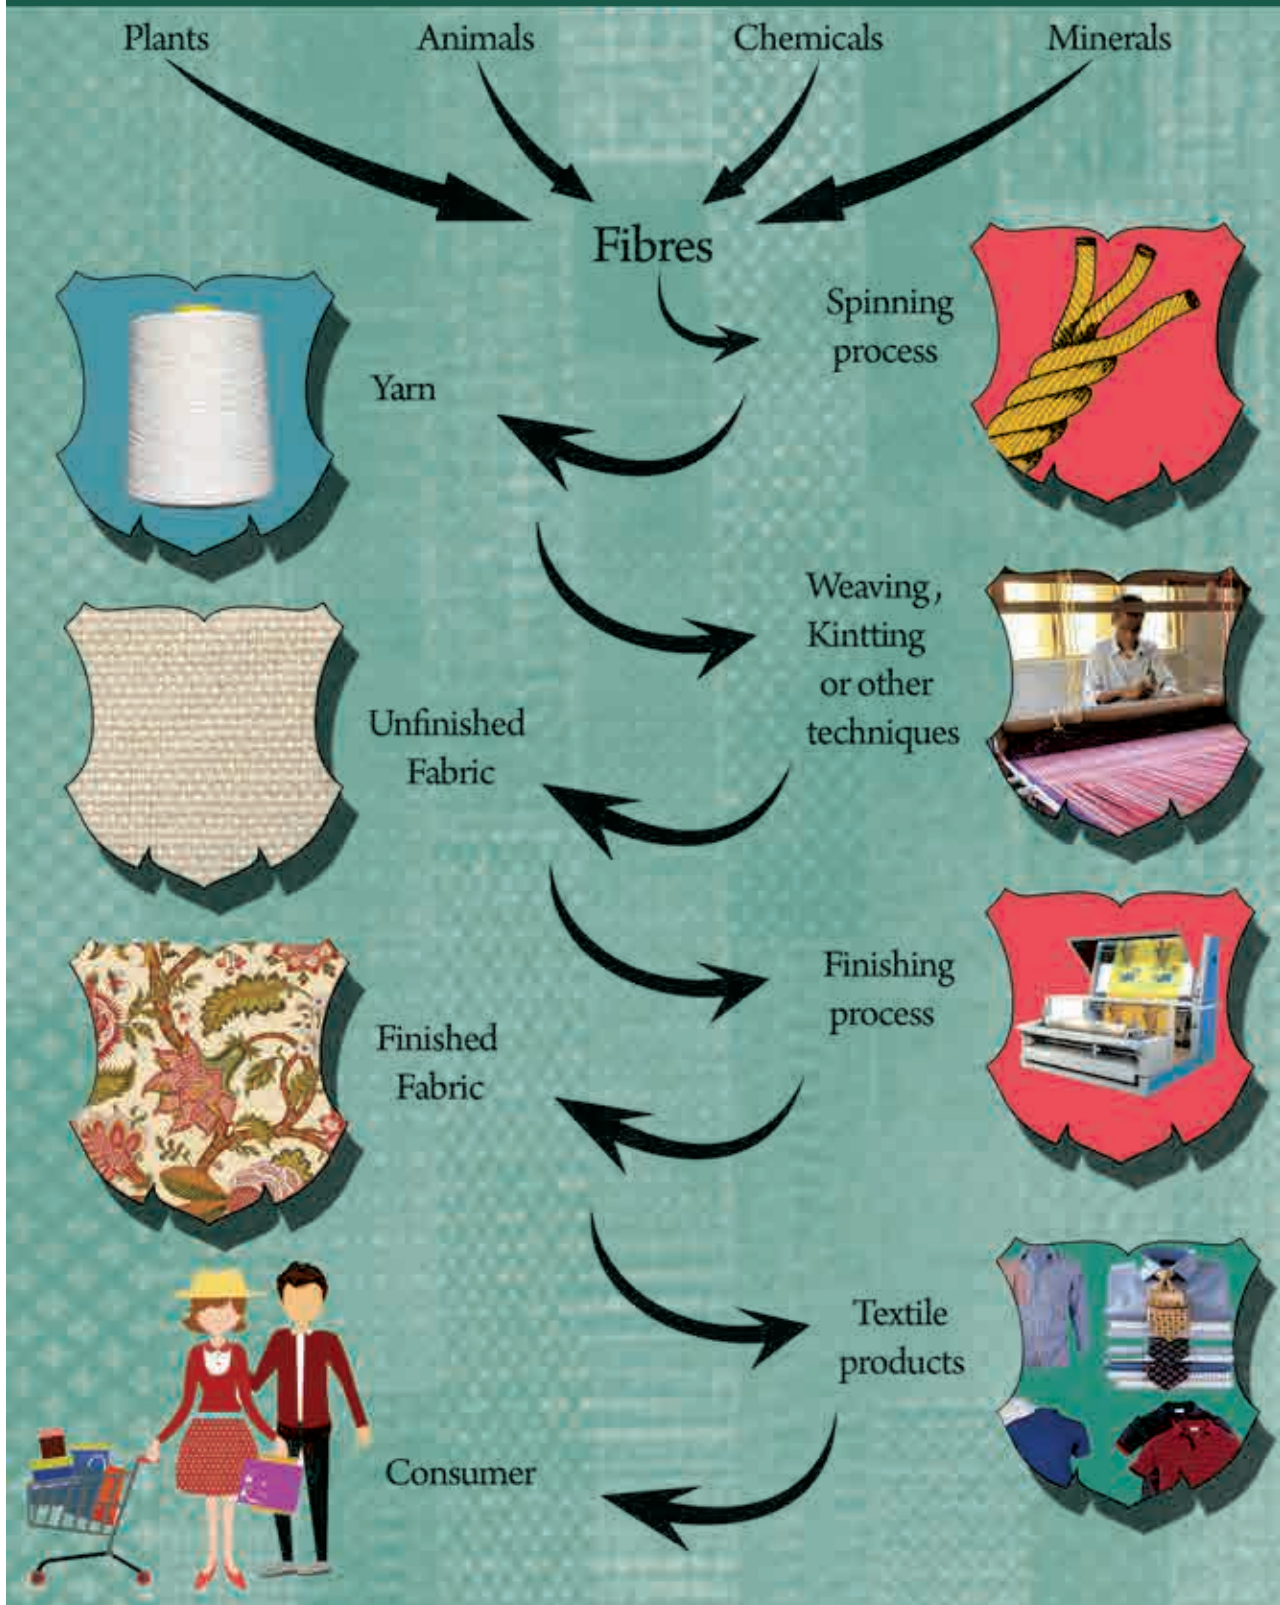 Plants
Animals
Chemicals
Minerals
Fibres
Spinning
process
Yarn
Weaving,
Kintting
or other
techniques
Unfinished
Fabric
Finishing
process
Finished
Fabric
Textile
products
Consumer